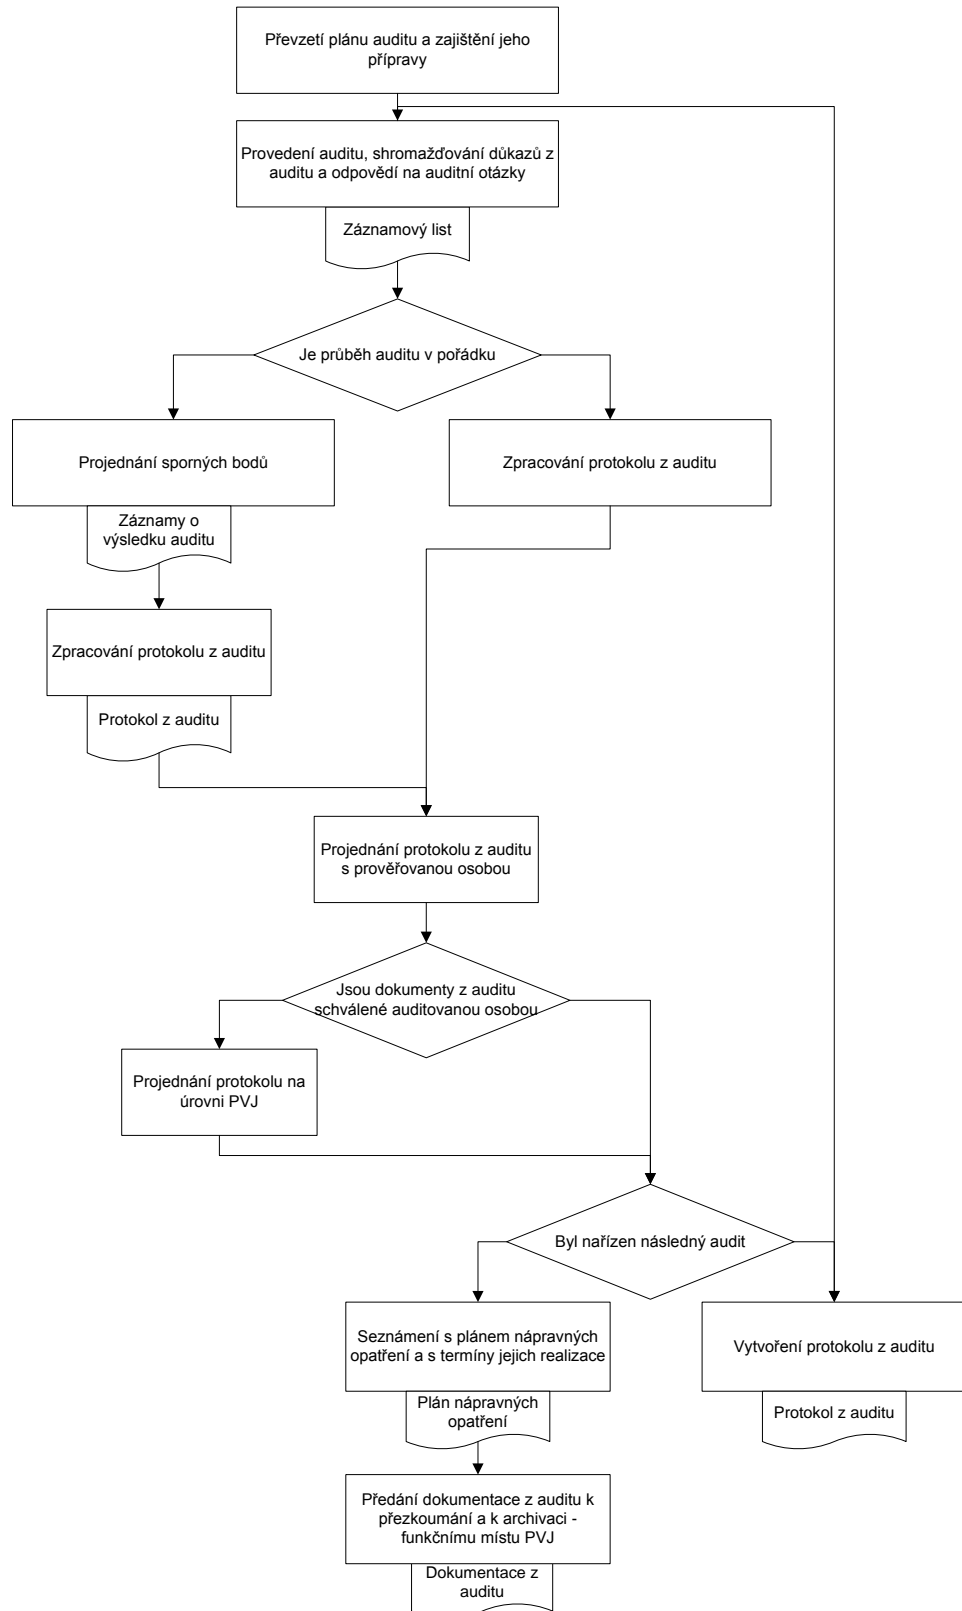 Převzetí plánu auditu a zajištění jeho
přípravy
Provedení auditu, shromažďování důkazů z
auditu a odpovědí na auditní otázky
Záznamový list
Je průběh auditu v pořádku
Projednání sporných bodů
Zpracování protokolu z auditu
Záznamy o
výsledku auditu
Zpracování protokolu z auditu
Protokol z auditu
Projednání protokolu z auditu
s prověřovanou osobou
Jsou dokumenty z auditu
schválené auditovanou osobou
Projednání protokolu na
úrovni PVJ
Byl nařízen následný audit
Seznámení s plánem nápravných
opatření a s termíny jejich realizace
Vytvoření protokolu z auditu
Plán nápravných
opatření
Protokol z auditu
Předání dokumentace z auditu k
přezkoumání a k archivaci -
funkčnímu místu PVJ
Dokumentace z
auditu